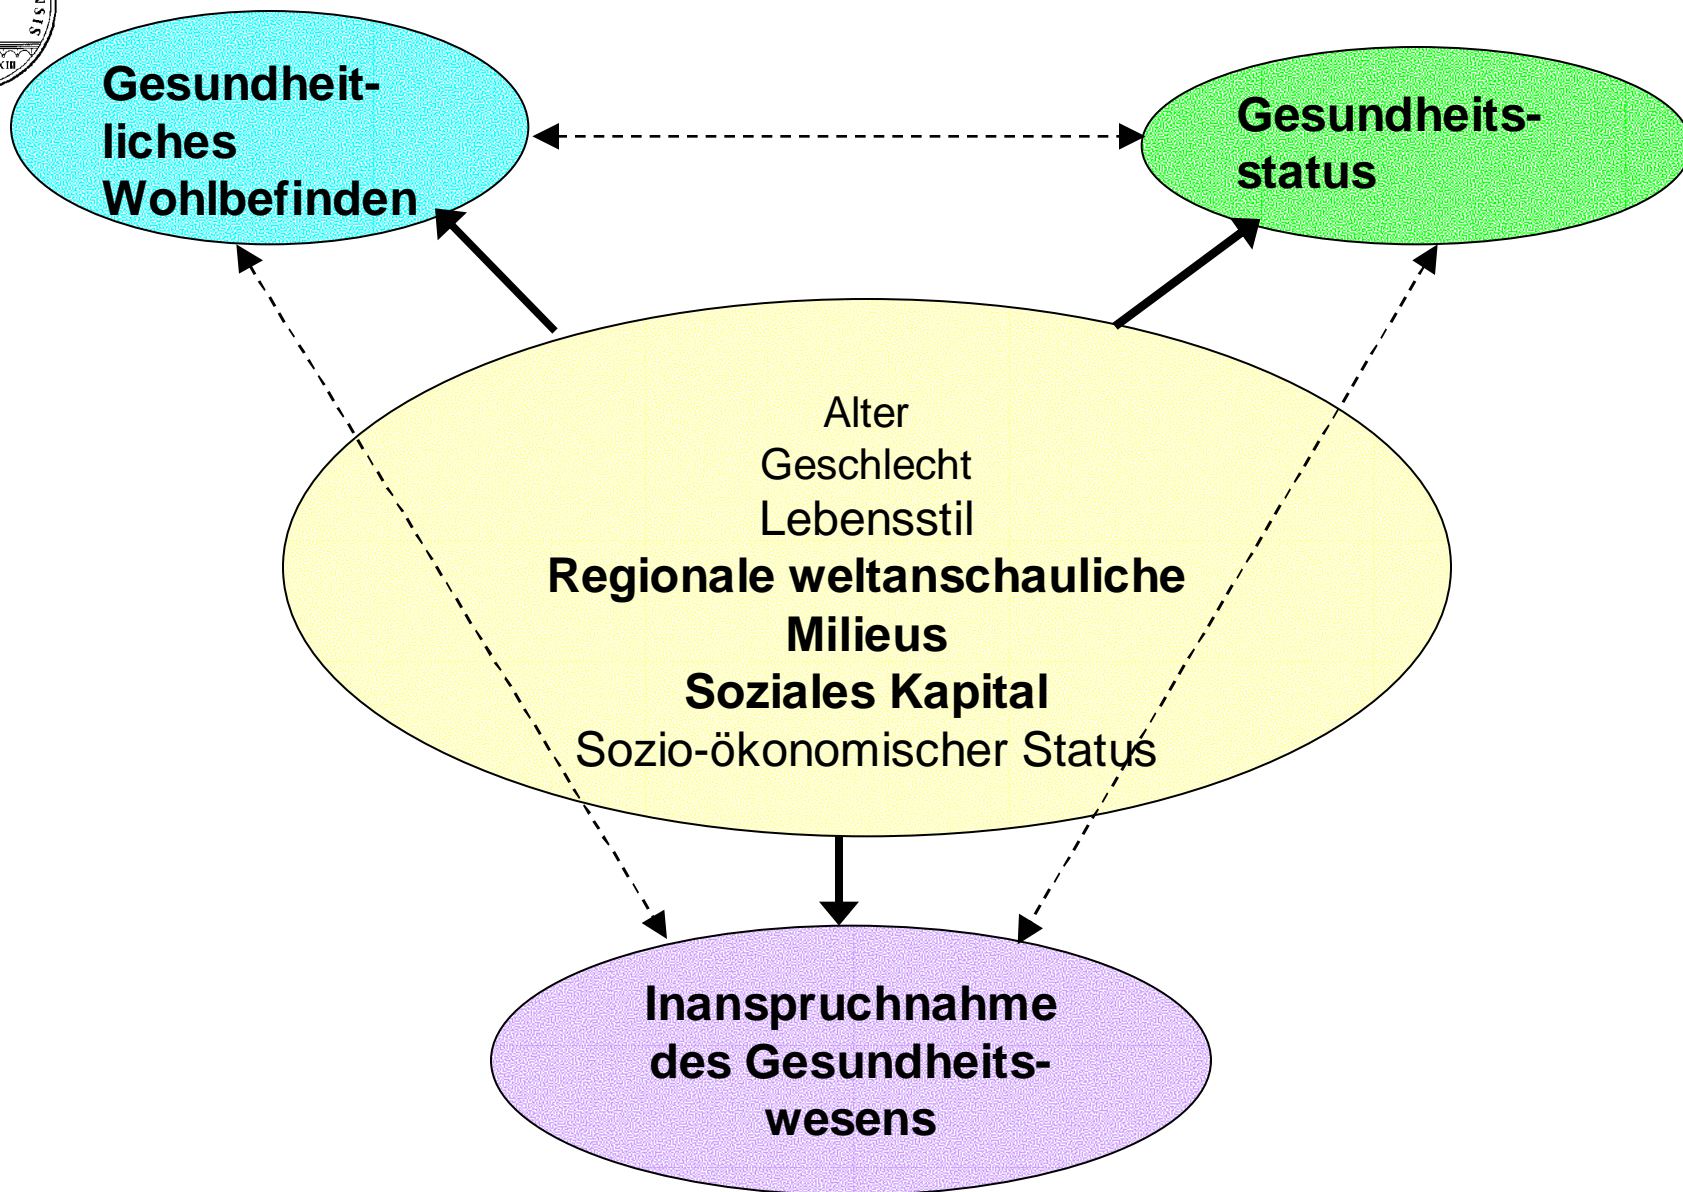 Gesundheit-
liches
Wohlbefinden
Gesundheits-
status
Alter
Geschlecht
Lebensstil
Regionale weltanschauliche
Milieus
Soziales Kapital
Sozio-ökonomischer Status
Inanspruchnahme
des Gesundheits-
wesens